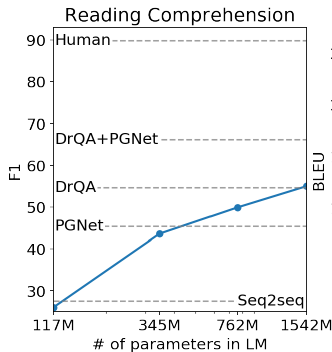 Reading Comprehension
90
80
70
60
50
40
30
F1
Human
DrQA+PGNet
DrQA
PGNet
Seq2seq
117M 345M 762M 1542M
# of parameters in LM
BLEU